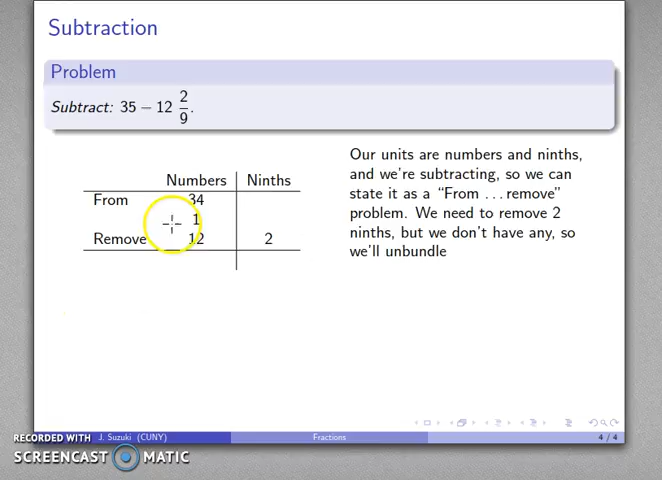 Subtraction
Problem
Subtract: 35 − 12 2/9.
Numbers Ninths
From 34
1
Remove 12 2
Our units are numbers and ninths,
and we're subtracting, so we can
state it as a "From ... remove"
problem. We need to remove 2
ninths, but we don't have any, so
we'll unbundle
J. Suzuki (CUNY) Fractions 4 / 4
RECORDED WITH
SCREENCAST MATIC